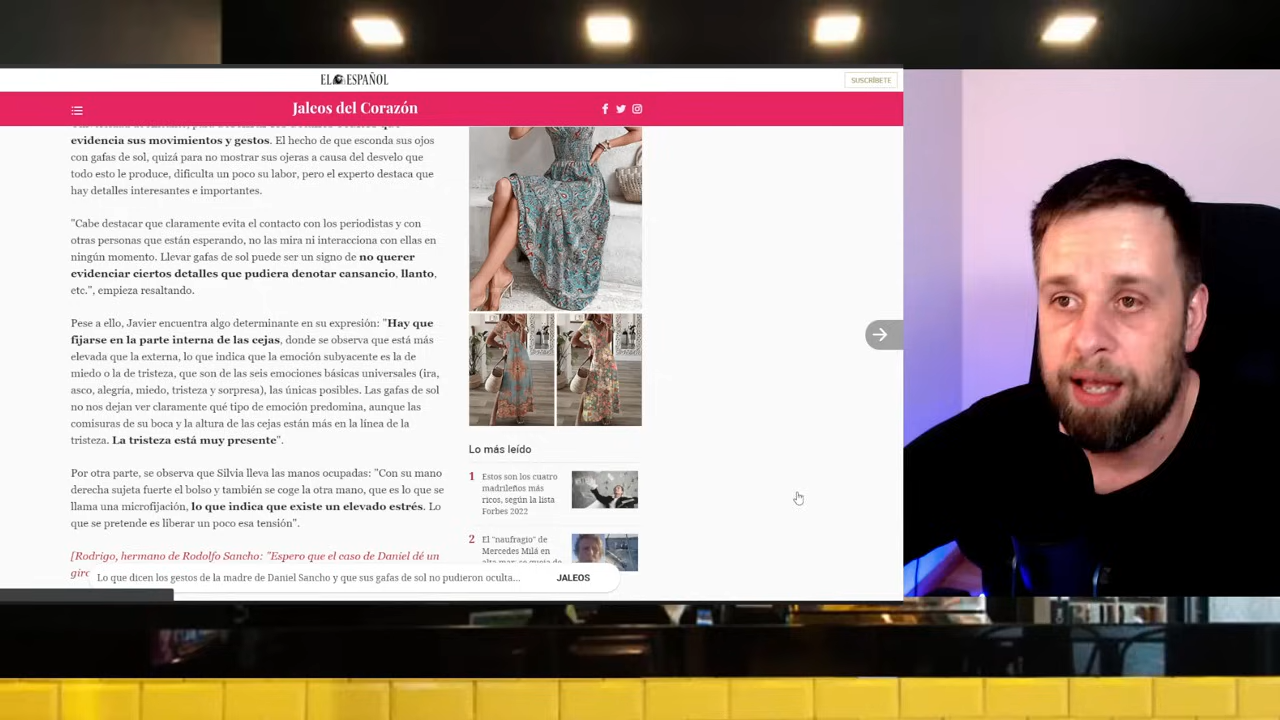 EL ESPAÑOL
SUSCRÍBETE
Jaleos del Corazón
evidencia sus movimientos y gestos. El hecho de que esconda sus ojos
con gafas de sol, quizá para no mostrar sus ojeras a causa del desvelo que
todo esto le produce, dificulta un poco su labor, pero el experto destaca que
hay detalles interesantes e importantes.
"Cabe destacar que claramente evita el contacto con los periodistas y con
otras personas que están esperando, no las mira ni interacciona con ellas en
ningún momento. Llevar gafas de sol puede ser un signo de no querer
evidenciar ciertos detalles que pudiera denotar cansancio, llanto,
etc.", empieza resaltando.
Pese a ello, Javier encuentra algo determinante en su expresión: "Hay que
fijarse en la parte interna de las cejas, donde se observa que está más
elevada que la externa, lo que indica que la emoción subyacente es la de
miedo o la de tristeza, que son de las seis emociones básicas universales (ira,
asco, alegría, miedo, tristeza y sorpresa), las únicas posibles. Las gafas de sol
no nos dejan ver claramente qué tipo de emoción predomina, aunque las
comisuras de su boca y la altura de las cejas están más en la línea de la
tristeza. La tristeza está muy presente".
Por otra parte, se observa que Silvia lleva las manos ocupadas: "Con su mano
derecha sujeta fuerte el bolso y también se coge la otra mano, que es lo que se
llama una microfijación, lo que indica que existe un elevado estrés. Lo
que se pretende es liberar un poco esa tensión".
[Rodrigo, hermano de Rodolfo Sancho: "Espero que el caso de Daniel dé un
Lo más leído
1 Estos son los cuatro
madrileños más
ricos, según la lista
Forbes 2022
2 El "naufragio" de
Mercedes Milá en
Lo que dicen los gestos de la madre de Daniel Sancho y que sus gafas de sol no pudieron oculta...
JALEOS